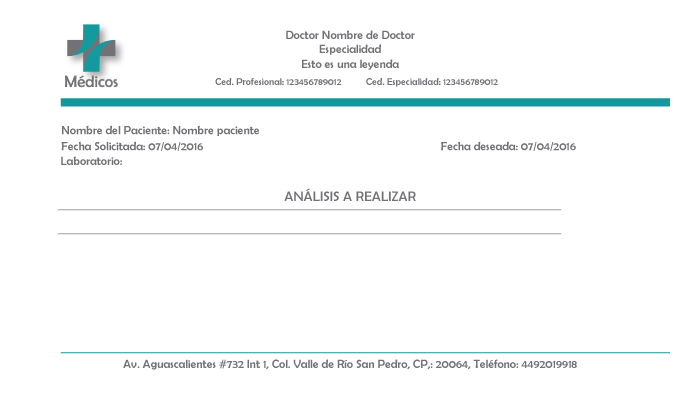 Médicos
Doctor Nombre de Doctor
Especialidad
Esto es una leyenda
Ced. Profesional: 123456789012 Ced. Especialidad: 123456789012
Nombre del Paciente: Nombre paciente
Fecha Solicitada: 07/04/2016 Fecha deseada: 07/04/2016
Laboratorio:
ANÁLISIS A REALIZAR
Av. Aguascalientes #732 Int 1, Col. Valle de Río San Pedro, CP,: 20064, Teléfono: 4492019918